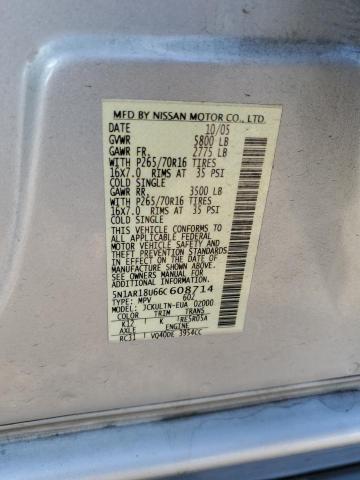 MFD BY NISSAN MOTOR CO., LTD.
DATE 10/05
GVWR 5800 LB
GAWR FR. 2775 LB
WITH P265/70R16 TIRES
16X7.0 RIMS AT 35 PSI
COLD SINGLE
GAWR RR. 3500 LB
WITH P265/70R16 TIRES
16X7.0 RIMS AT 35 PSI
COLD SINGLE
THIS VEHICLE CONFORMS
TO ALL APPLICABLE FEDERAL
MOTOR VEHICLE SAFETY
STANDARDS IN EFFECT ON
THE DATE OF MANUFACTURE
SHOWN ABOVE.
SEE OWNERS MANUAL FOR
ADDITIONAL INFORMATION.
5N1AR18U66C608714
TYPE: MPV 602
MODEL: JCKULTN-EUA 02000
COLOR TRIM TRANS
K12 K RE5R05A
AXLE ENGINE
RC31 VQ40DE 3954CC